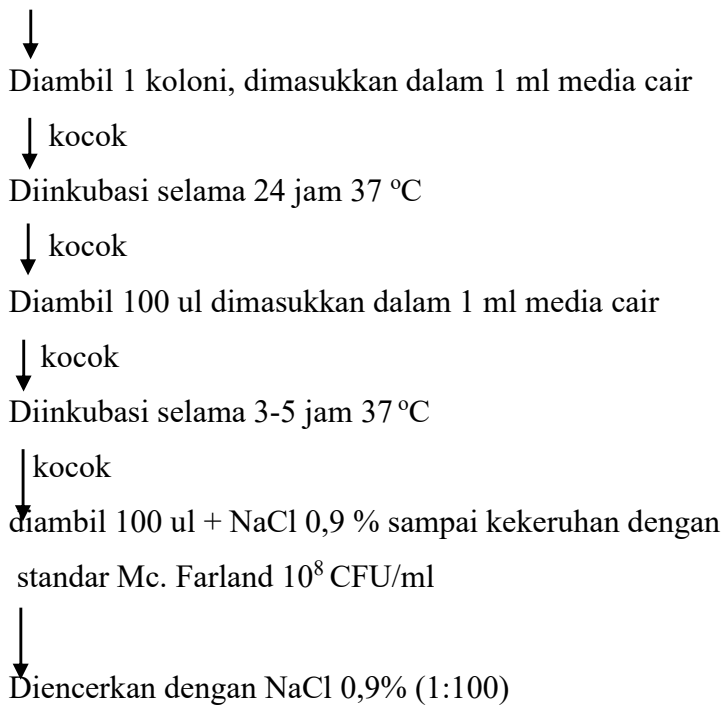 Diambil 1 koloni, dimasukkan dalam 1 ml media cair
kocok
Diinkubasi selama 24 jam 37 ºC
kocok
Diambil 100 ul dimasukkan dalam 1 ml media cair
kocok
Diinkubasi selama 3-5 jam 37 ºC
kocok
diambil 100 ul + NaCl 0,9 % sampai kekeruhan dengan
standar Mc. Farland 10⁸ CFU/ml
Diencerkan dengan NaCl 0,9% (1:100)